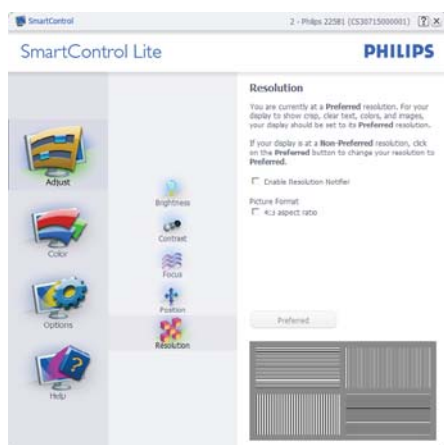 SmartControl
2 - Philips 225B1 (CS30715000001)
SmartControl Lite
PHILIPS
Adjust
Color
Options
Help
Brightness
Contrast
Focus
Position
Resolution
Resolution
You are currently at a Preferred resolution. For your
display to show crisp, clear text, colors, and images,
your display should be set to its Preferred resolution.
If your display is at a Non-Preferred resolution, click
on the Preferred button to change your resolution to
Preferred.
Enable Resolution Notifier
Picture Format
4:3 aspect ratio
Preferred